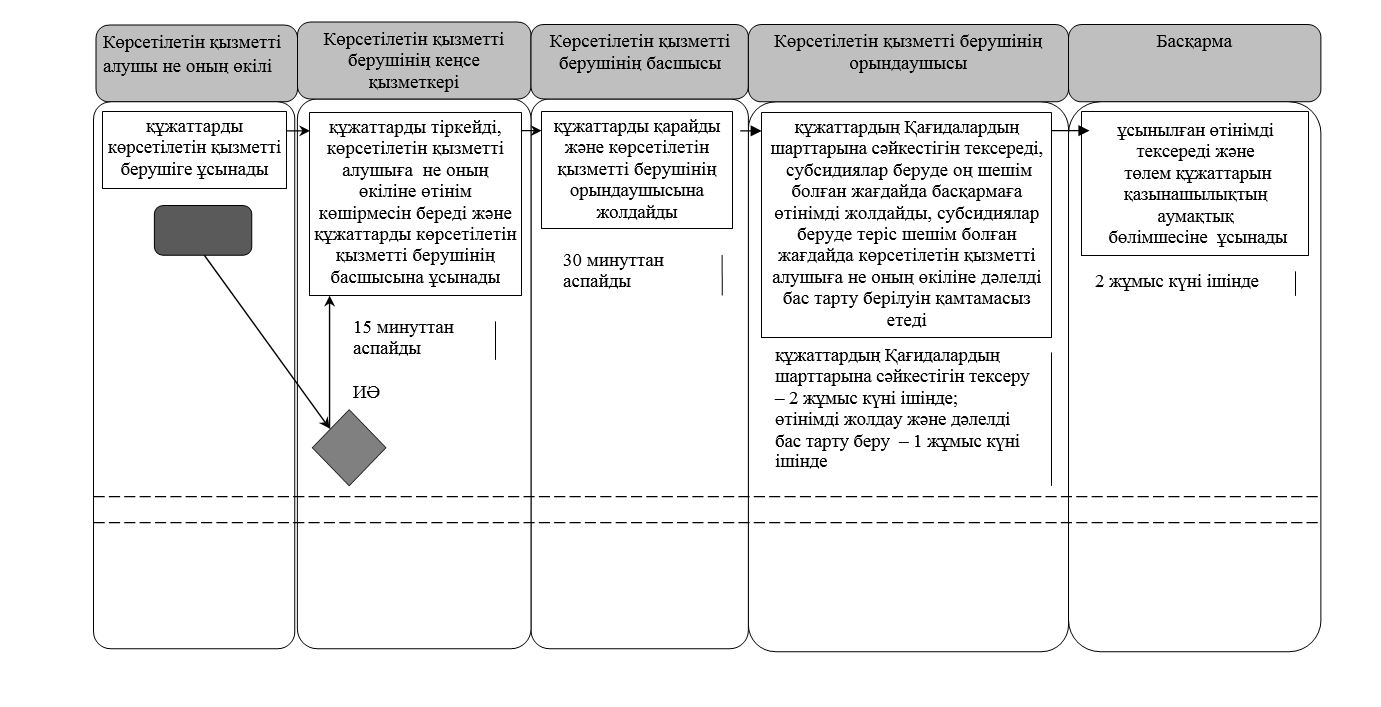 Көрсетілетін қызметті
алушы не оның өкілі
Көрсетілетін қызметті
берушінің кеңсе
қызметкері
Көрсетілетін қызметті
берушінің басшысы
Көрсетілетін қызметті берушінің
орындаушысы
Басқарма
құжаттарды
көрсетілетін қызметті
берушіге ұсынады
құжаттарды тіркейді,
көрсетілетін қызметті
алушыға не оның
өкіліне өтінім
көшірмесін береді және
құжаттарды көрсетілетін
қызметті берушінің
басшысына ұсынады
15 минуттан
аспайды
ИӘ
құжаттарды қарайды
және көрсетілетін
қызметті берушінің
орындаушысына
жолдайды
30 минуттан
аспайды
құжаттардың Қағидалардың
шарттарына сәйкестігін тексереді,
субсидиялар беруде оң шешім
болған жағдайда басқармаға
өтінімді жолдайды, субсидиялар
беруде теріс шешім болған
жағдайда көрсетілетін қызметті
алушыға не оның өкіліне дәлелді
бас тарту берілуін қамтамасыз
етеді
құжаттардың Қағидалардың
шарттарына сәйкестігін тексеру
– 2 жұмыс күні ішінде;
өтінімді жолдау және дәлелді
бас тарту беру – 1 жұмыс күні
ішінде
ұсынылған өтінімді
тексереді және
төлем құжаттарын
қазынашылықтың
аумақтық
бөлімшесіне ұсынады
2 жұмыс күні ішінде